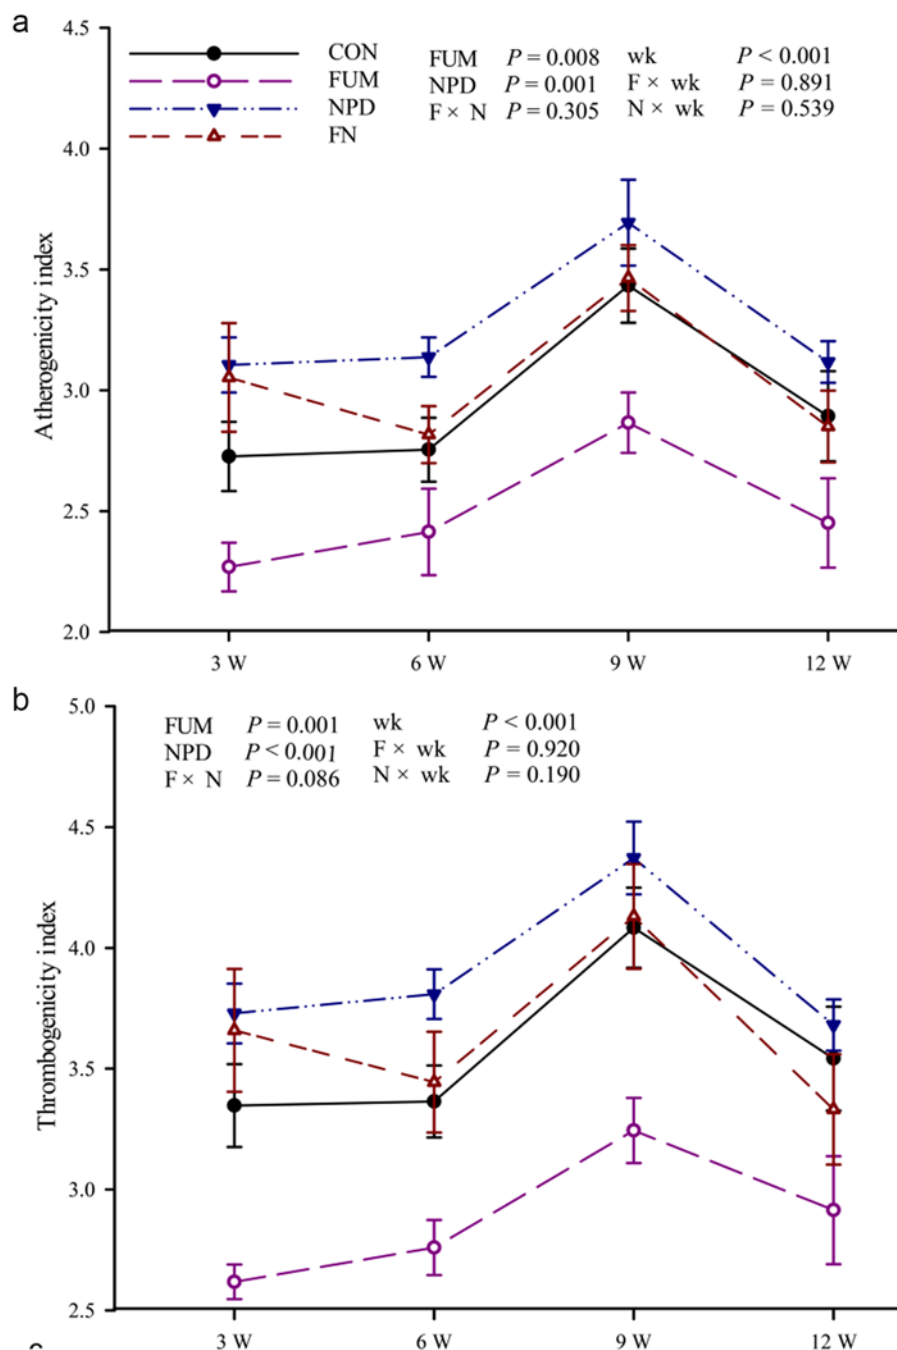 a
4.5
CON FUM P = 0.008 wk P < 0.001
FUM NPD P = 0.001 F × wk P = 0.891
NPD F × N P = 0.305 N × wk P = 0.539
FN
4.0
3.5
3.0
2.5
2.0
Atherogenicity index
3 W 6 W 9 W 12 W
b
5.0
FUM P = 0.001 wk P < 0.001
NPD P < 0.001 F × wk P = 0.920
F × N P = 0.086 N × wk P = 0.190
4.5
4.0
3.5
3.0
2.5
Thrombogenicity index
3 W 6 W 9 W 12 W